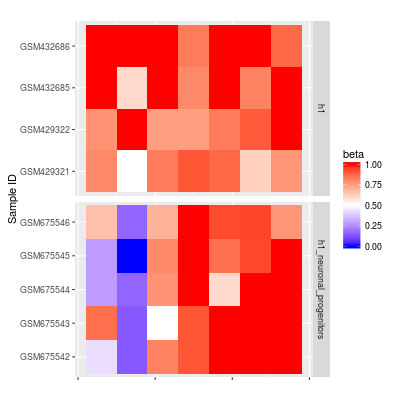 GSM432686
GSM432685
GSM429322
GSM429321
h1
GSM675546
GSM675545
GSM675544
GSM675543
GSM675542
h1_neuronal_progenitors
Sample ID
beta
1.00
0.75
0.50
0.25
0.00